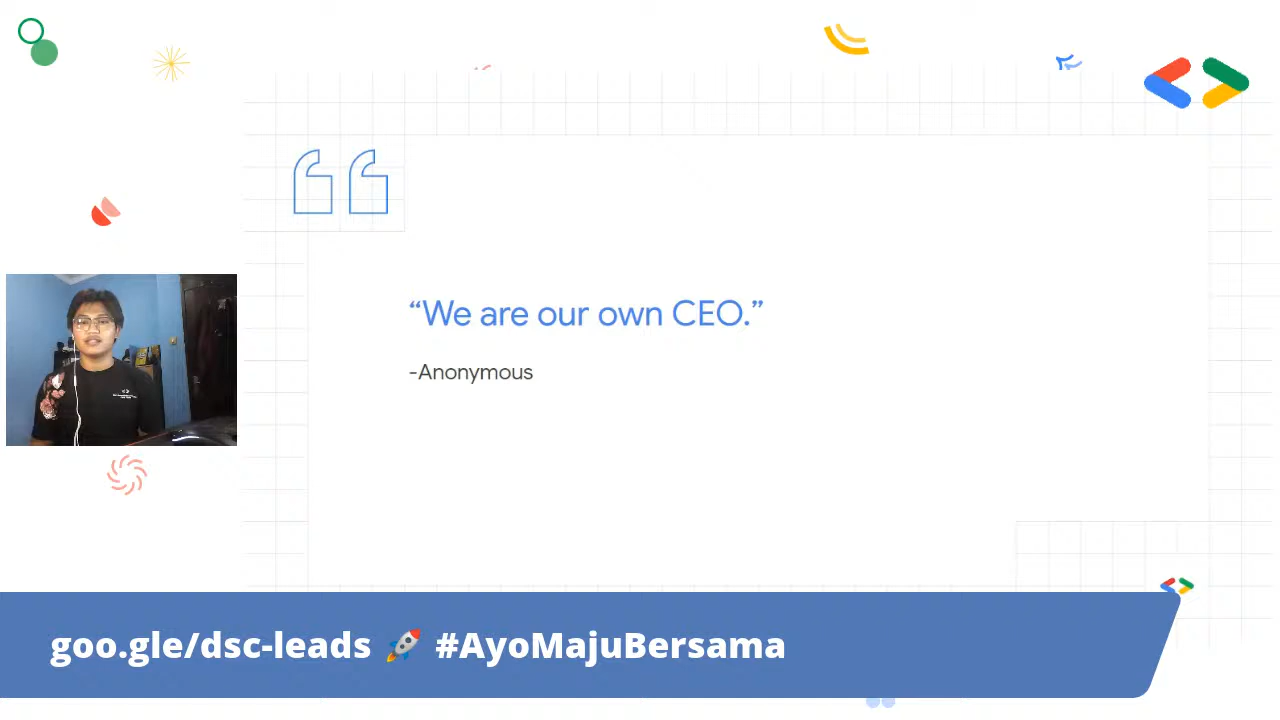 “We are our own CEO.”
-Anonymous
goo.gle/dsc-leads 🚀 #AyoMajuBersama